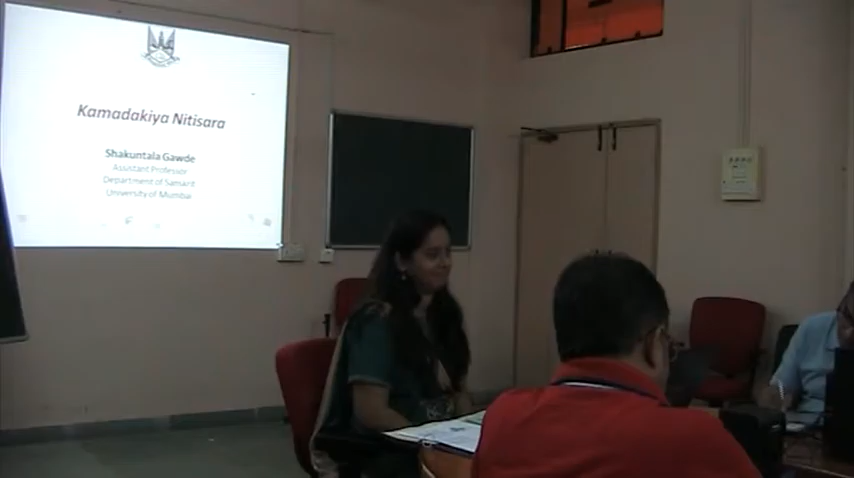 Kamadakiya Nitisara
Shakuntala Gawde
Assistant Professor
Department of Sanskrit
University of Mumbai